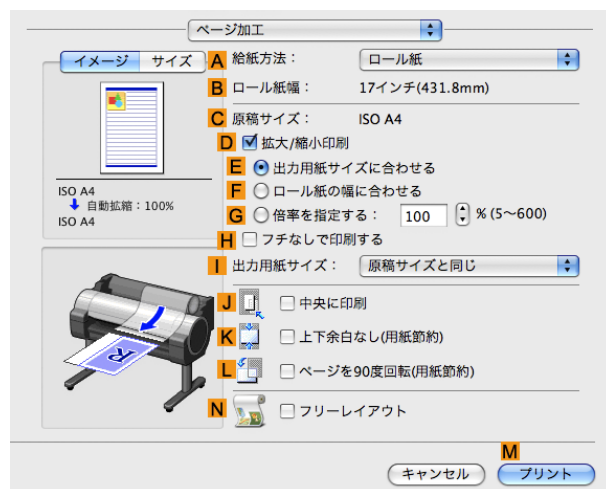 ページ加工
イメージ サイズ
A 給紙方法： ロール紙
B ロール紙幅： 17インチ(431.8mm)
C 原稿サイズ： ISO A4
D 拡大/縮小印刷
E 出力用紙サイズに合わせる
F ロール紙の幅に合わせる
G 倍率を指定する： 100 % (5～600)
H フチなしで印刷する
ISO A4
自動拡縮：100%
ISO A4
I 出力用紙サイズ： 原稿サイズと同じ
J 中央に印刷
K 上下余白なし(用紙節約)
L ページを90度回転(用紙節約)
N フリーレイアウト
R
M
キャンセル プリント